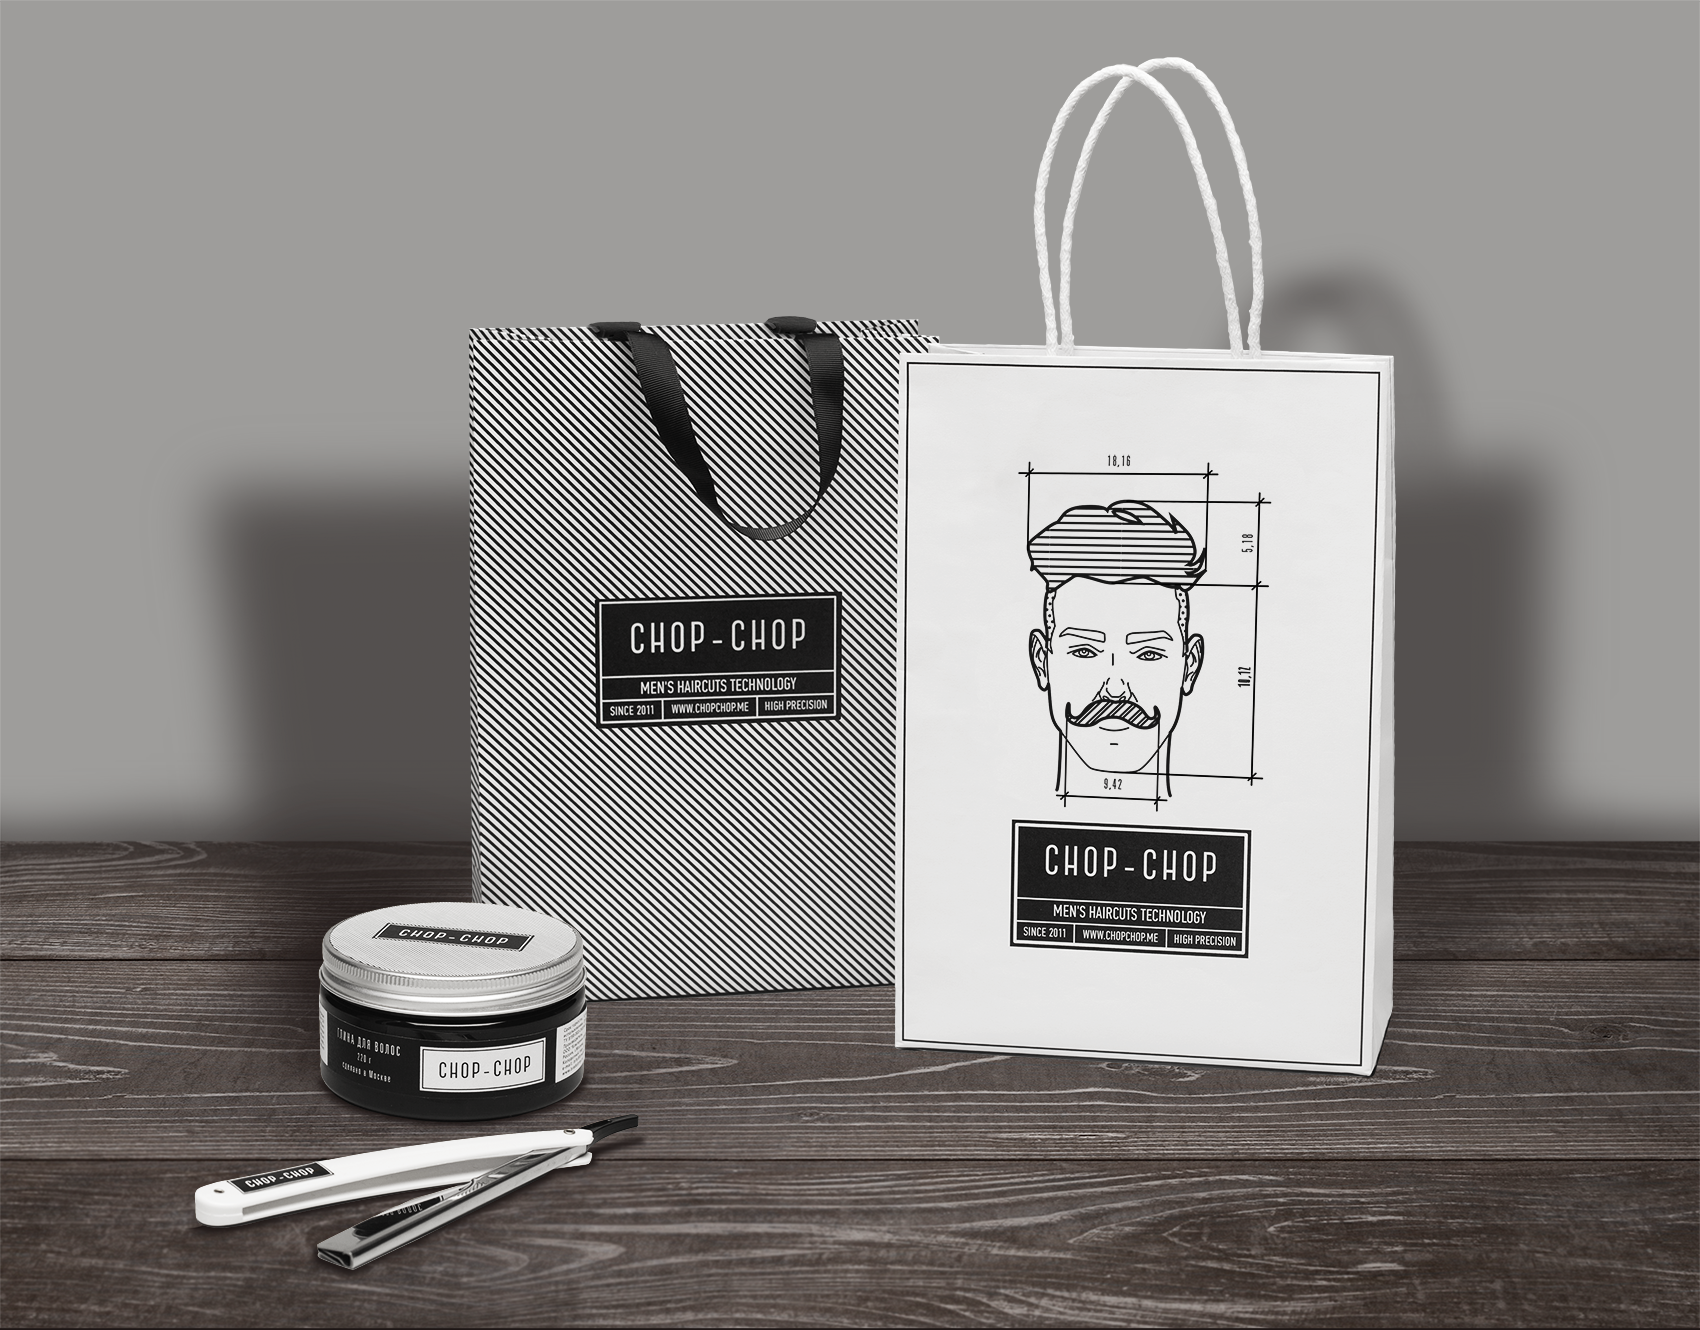 CHOP-CHOP
MEN'S HAIRCUTS TECHNOLOGY
SINCE 2011 WWW.CHOPCHOP.ME HIGH PRECISION
18,16
5,18
10,12
9,42
CHOP-CHOP
MEN'S HAIRCUTS TECHNOLOGY
SINCE 2011 WWW.CHOPCHOP.ME HIGH PRECISION
CHOP-CHOP
ГЛИНА ДЛЯ ВОЛОС
220 г
сделано в Москве
CHOP-CHOP
CHOP-CHOP